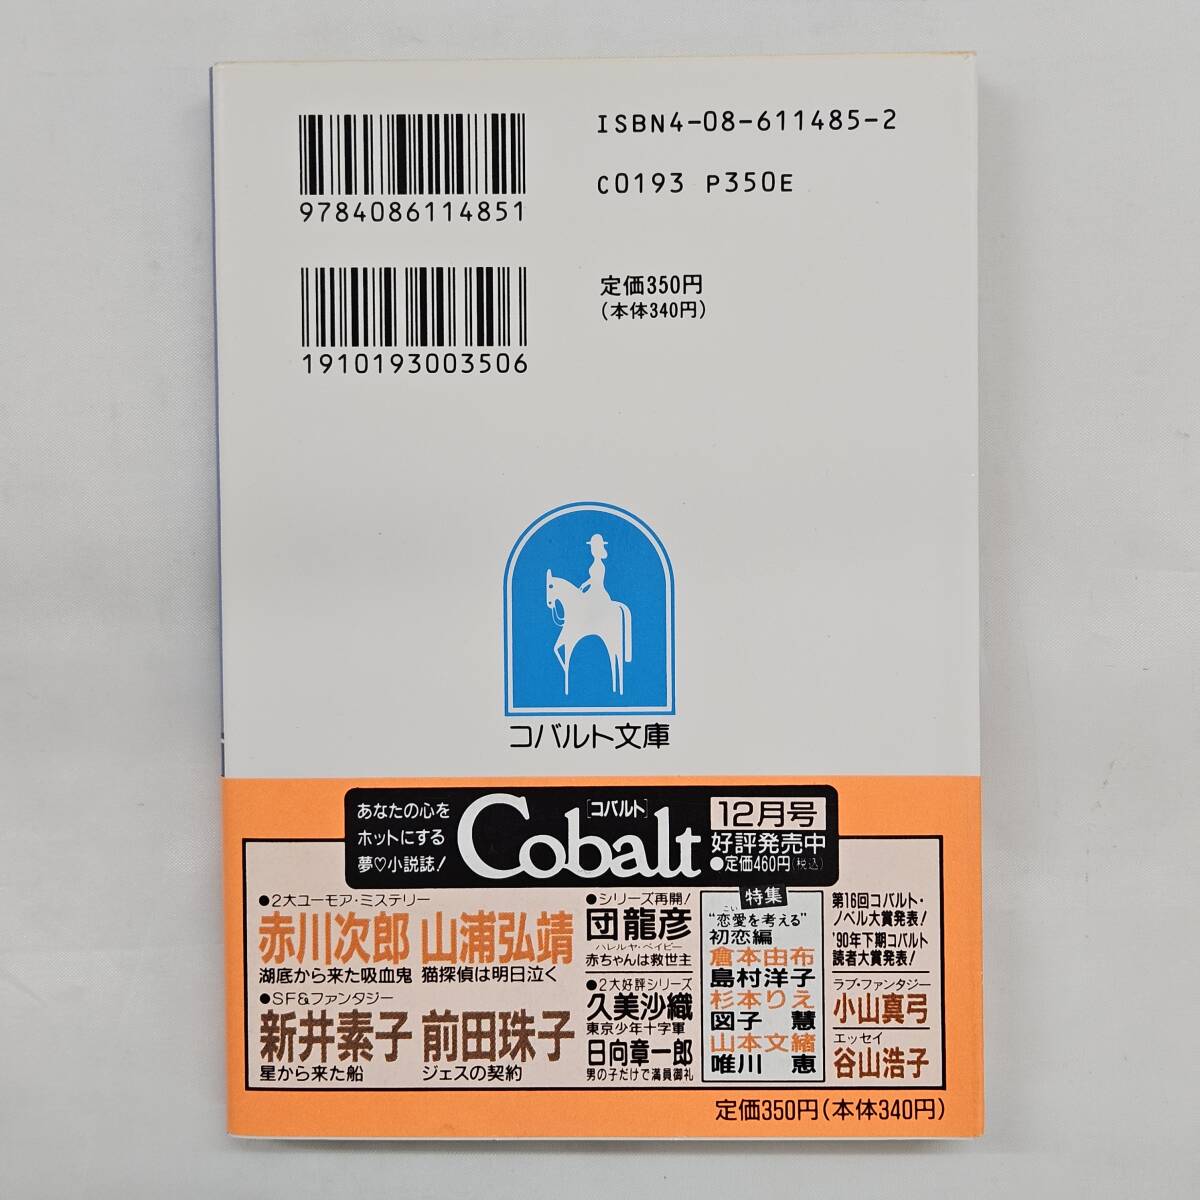 ISBN4-08-611485-2
C0193 P350E
9784086114851
定価350円
(本体340円)
1910193003506
コバルト文庫
あなたの心を
ホットにする
夢♡小説誌!
[コバルト]
Cobalt
12月号
好評発売中
●定価460円(税込)
●2大ユーモア・ミステリー
赤川次郎 山浦弘靖
湖底から来た吸血鬼 猫探偵は明日泣く
●SF&ファンタジー
新井素子 前田珠子
星から来た船 ジェスの契約
●シリーズ再開!
団龍彦
ハレルヤ・ベイビー
赤ちゃんは救世主
●2大好評シリーズ
久美沙織
東京少年十字軍
日向章一郎
男の子だけで満員御礼
特集
こい
“恋愛を考える”
初恋編
倉本由布
島村洋子
杉本りえ
図子 慧
山本文緒
唯川 恵
第16回コバルト・
ノベル大賞発表!
'90年下期コバルト
読者大賞発表!
ラブ・ファンタジー
小山真弓
エッセイ
谷山浩子
定価350円(本体340円)